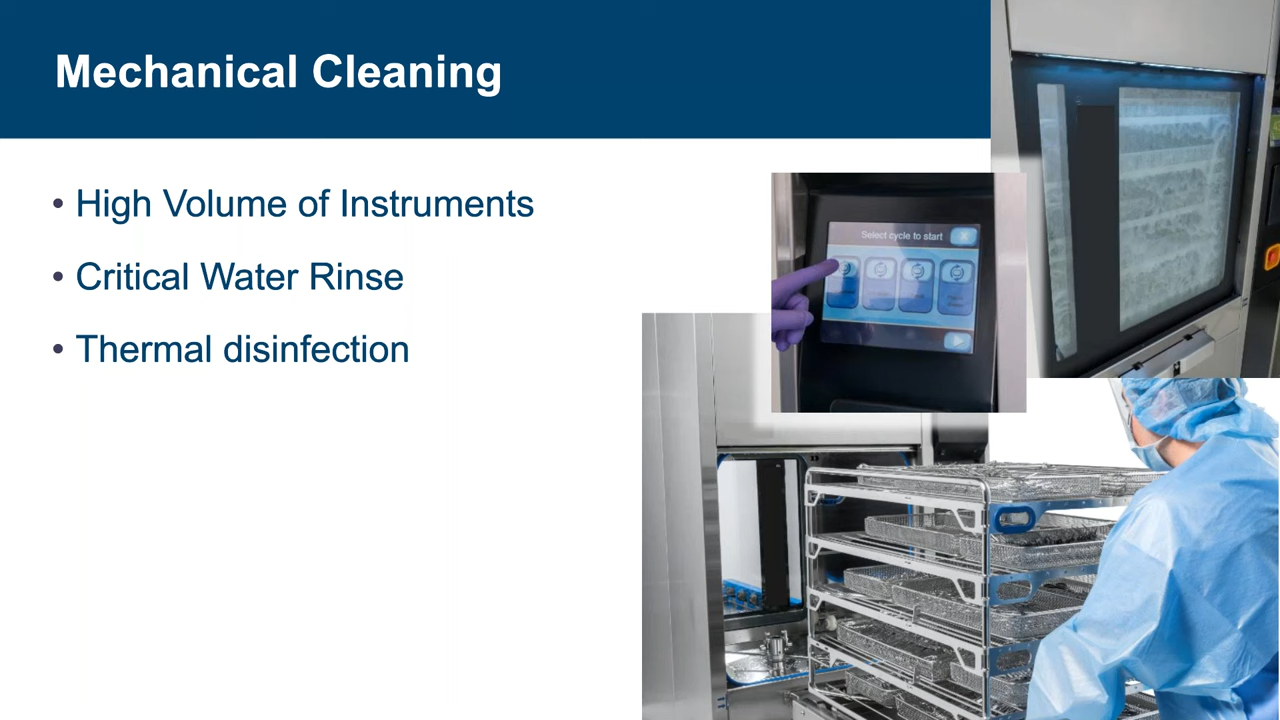 Mechanical Cleaning
• High Volume of Instruments
• Critical Water Rinse
• Thermal disinfection
Select cycle to start